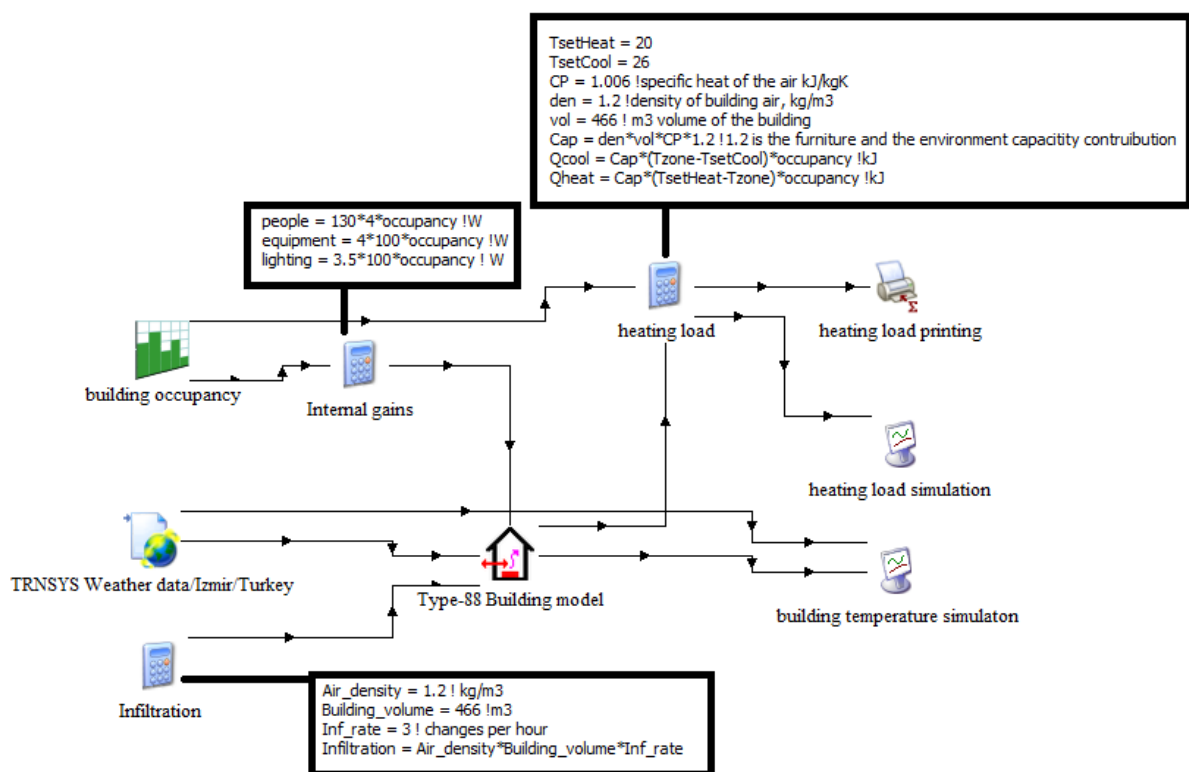 TsetHeat = 20
TsetCool = 26
CP = 1.006 !specific heat of the air kJ/kgK
den = 1.2 !density of building air, kg/m3
vol = 466 ! m3 volume of the building
Cap = den*vol*CP*1.2 !1.2 is the furniture and the environment capacitity contruibution
Qcool = Cap*(Tzone-TsetCool)*occupancy !kJ
Qheat = Cap*(TsetHeat-Tzone)*occupancy !kJ
people = 130*4*occupancy !W
equipment = 4*100*occupancy !W
lighting = 3.5*100*occupancy ! W
heating load
Σ
heating load printing
building occupancy
Internal gains
heating load simulation
TRNSYS Weather data/Izmir/Turkey
Type-88 Building model
building temperature simulaton
Infiltration
Air_density = 1.2 ! kg/m3
Building_volume = 466 !m3
Inf_rate = 3 ! changes per hour
Infiltration = Air_density*Building_volume*Inf_rate